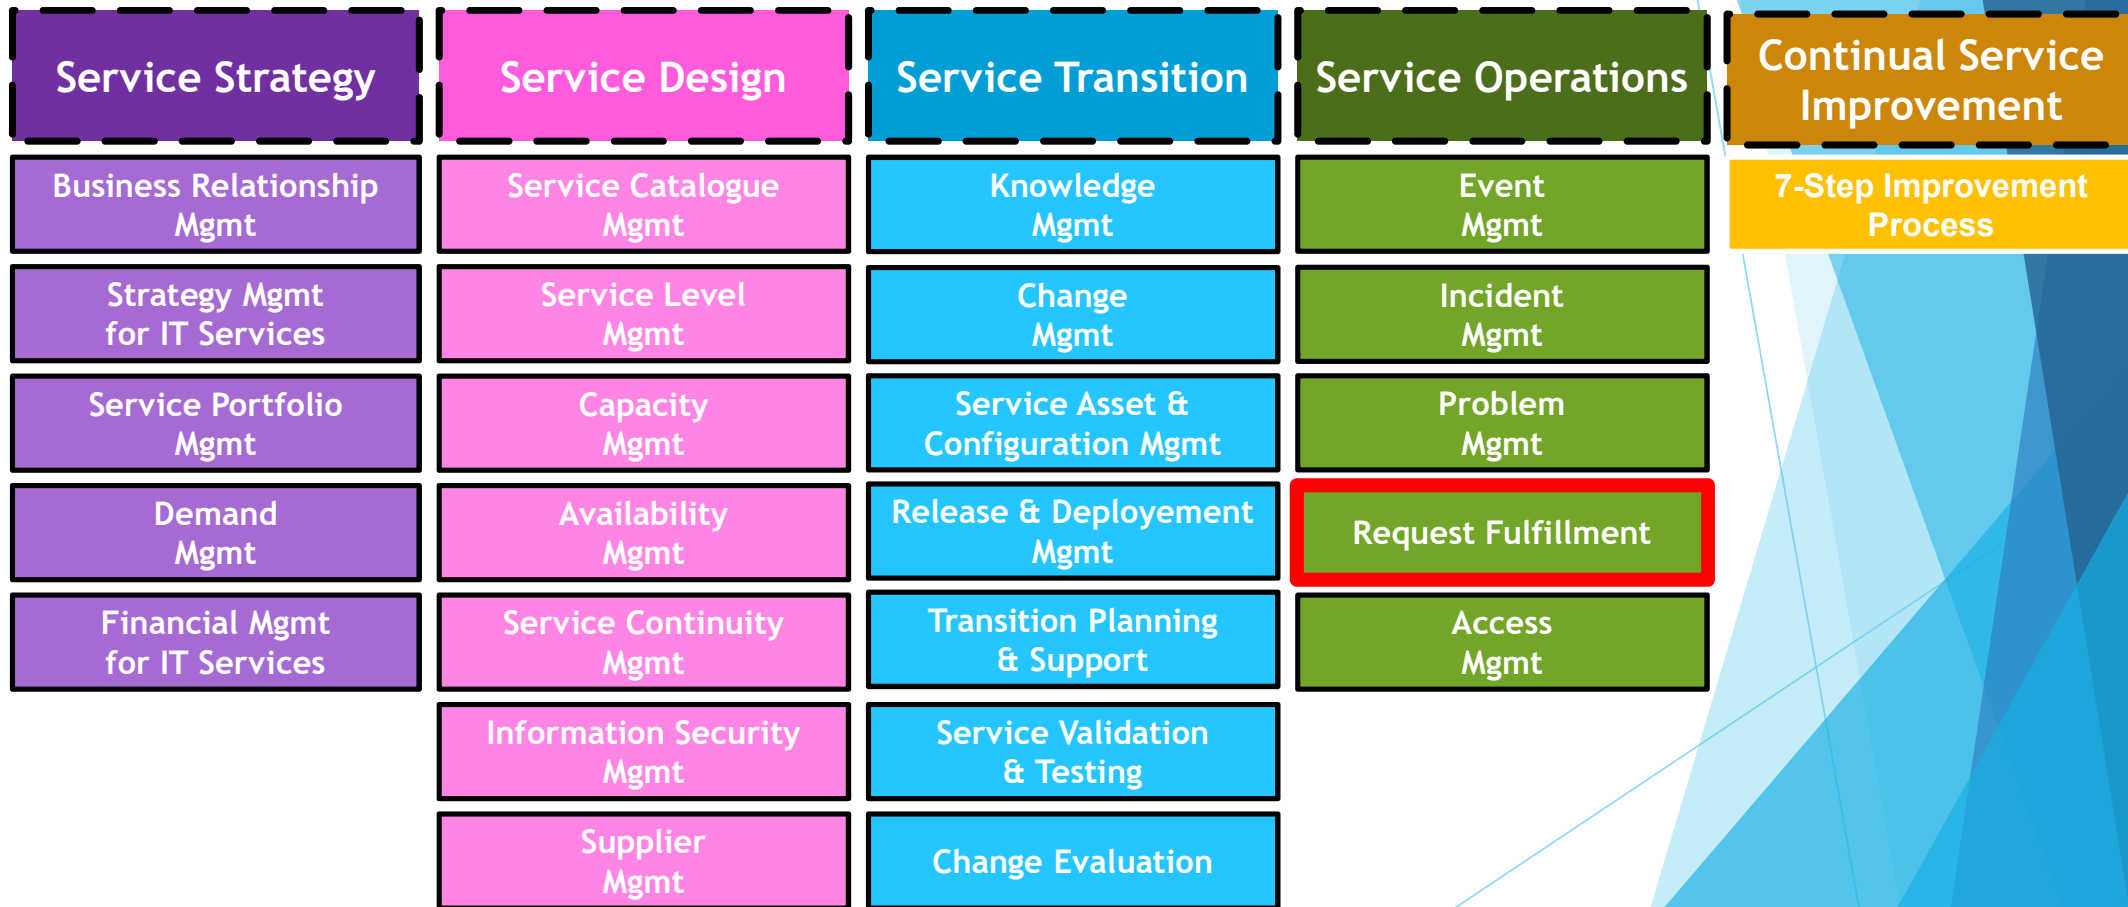 Service Strategy
Business Relationship
Mgmt
Strategy Mgmt
for IT Services
Service Portfolio
Mgmt
Demand
Mgmt
Financial Mgmt
for IT Services
Service Design
Service Catalogue
Mgmt
Service Level
Mgmt
Capacity
Mgmt
Availability
Mgmt
Service Continuity
Mgmt
Information Security
Mgmt
Supplier
Mgmt
Service Transition
Knowledge
Mgmt
Change
Mgmt
Service Asset &
Configuration Mgmt
Release & Deployement
Mgmt
Transition Planning
& Support
Service Validation
& Testing
Change Evaluation
Service Operations
Event
Mgmt
Incident
Mgmt
Problem
Mgmt
Request Fulfillment
Access
Mgmt
Continual Service
Improvement
7-Step Improvement
Process